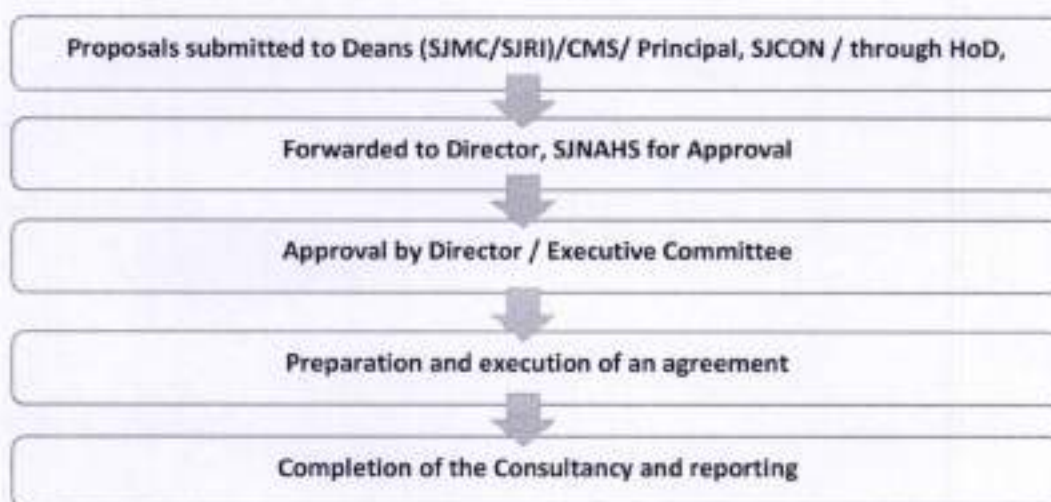 Proposals submitted to Deans (SJMC/SJRI)/CMS/ Principal, SJCON / through HoD,
Forwarded to Director, SJNAHS for Approval
Approval by Director / Executive Committee
Preparation and execution of an agreement
Completion of the Consultancy and reporting